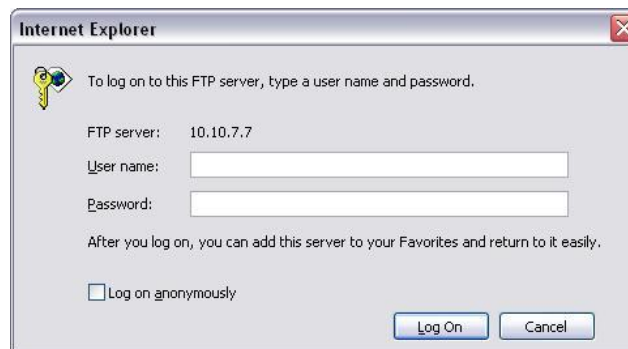 Internet Explorer
To log on to this FTP server, type a user name and password.
FTP server: 10.10.7.7
User name:
Password:
After you log on, you can add this server to your Favorites and return to it easily.
Log on anonymously
Log On Cancel